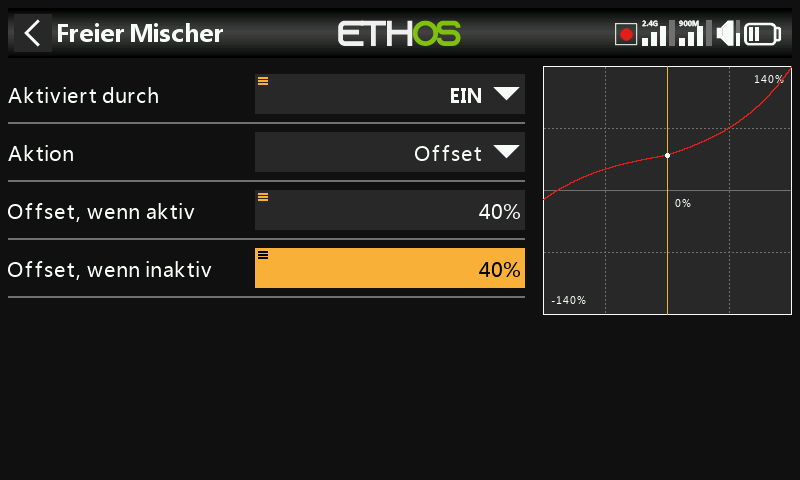 Freier Mischer
ETHOS
2.4G
900M
Aktiviert durch
EIN
Aktion
Offset
Offset, wenn aktiv
40%
Offset, wenn inaktiv
40%
140%
0%
-140%